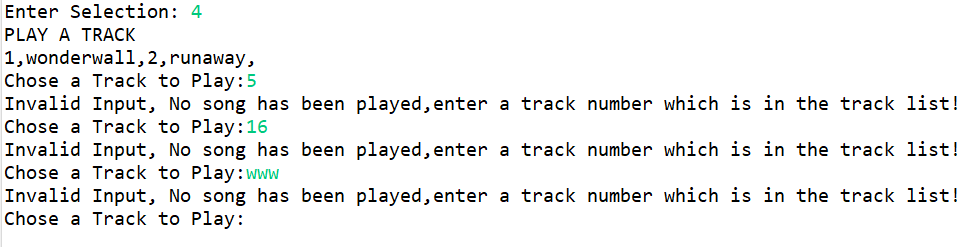 Enter Selection: 4
PLAY A TRACK
1,wonderwall,2,runaway,
Chose a Track to Play:5
Invalid Input, No song has been played,enter a track number which is in the track list!
Chose a Track to Play:16
Invalid Input, No song has been played,enter a track number which is in the track list!
Chose a Track to Play:www
Invalid Input, No song has been played,enter a track number which is in the track list!
Chose a Track to Play: